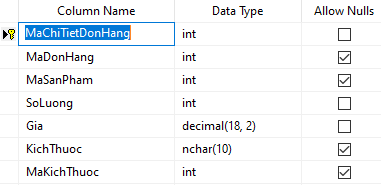 Column Name Data Type Allow Nulls
MaChiTietDonHang int
MaDonHang int
MaSanPham int
SoLuong int
Gia decimal(18, 2)
KichThuoc nchar(10)
MaKichThuoc int